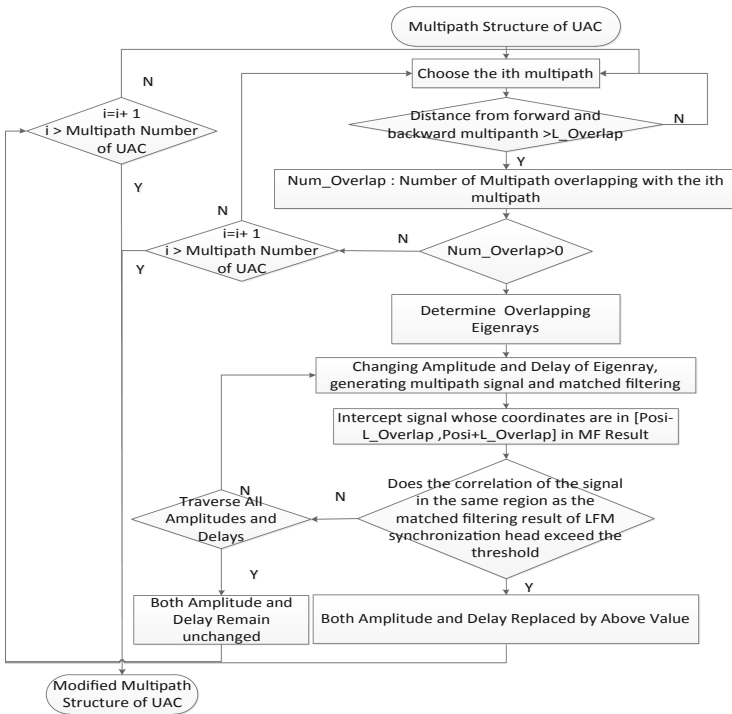 Multipath Structure of UAC
N
Choose the ith multipath
i=i+ 1
i > Multipath Number
of UAC
Distance from forward and
backward multipanth >L_Overlap
N
Y
Y
Num_Overlap : Number of Multipath overlapping with the ith
multipath
N
i=i+ 1
> Multipath Number
of UAC
N
Y
Num_Overlap>0
Y
Determine Overlapping
Eigenrays
Changing Amplitude and Delay of Eigenray,
generating multipath signal and matched filtering
Intercept signal whose coordinates are in [Posi-
L_Overlap ,Posi+L_Overlap] in MF Result
N
Traverse All
Amplitudes and
Delays
N
Does the correlation of the signal
in the same region as the
matched filtering result of LFM
synchronization head exceed the
threshold
Y
Y
Both Amplitude and
Delay Remain
unchanged
Both Amplitude and Delay Replaced by Above Value
Modified Multipath
Structure of UAC